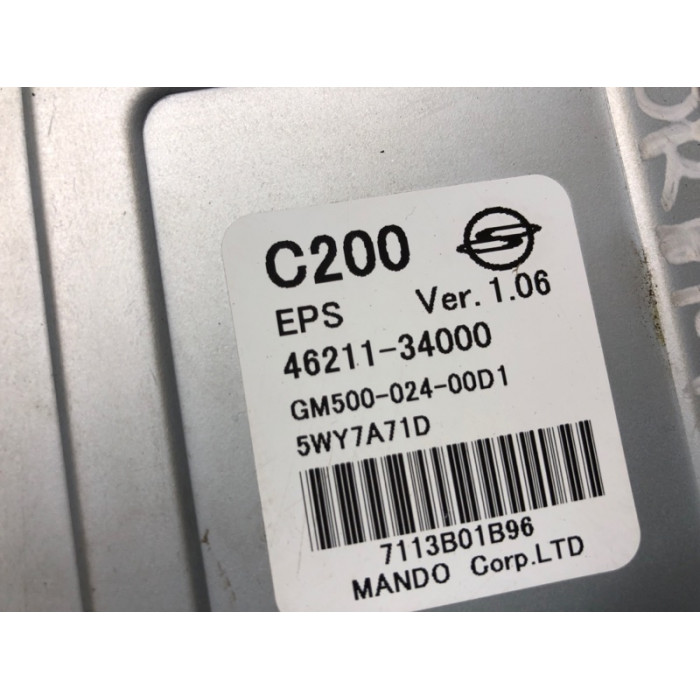 C200
EPS Ver. 1.06
46211-34000
GM500-024-00D1
5WY7A71D
7113B01B96
MANDO Corp.LTD